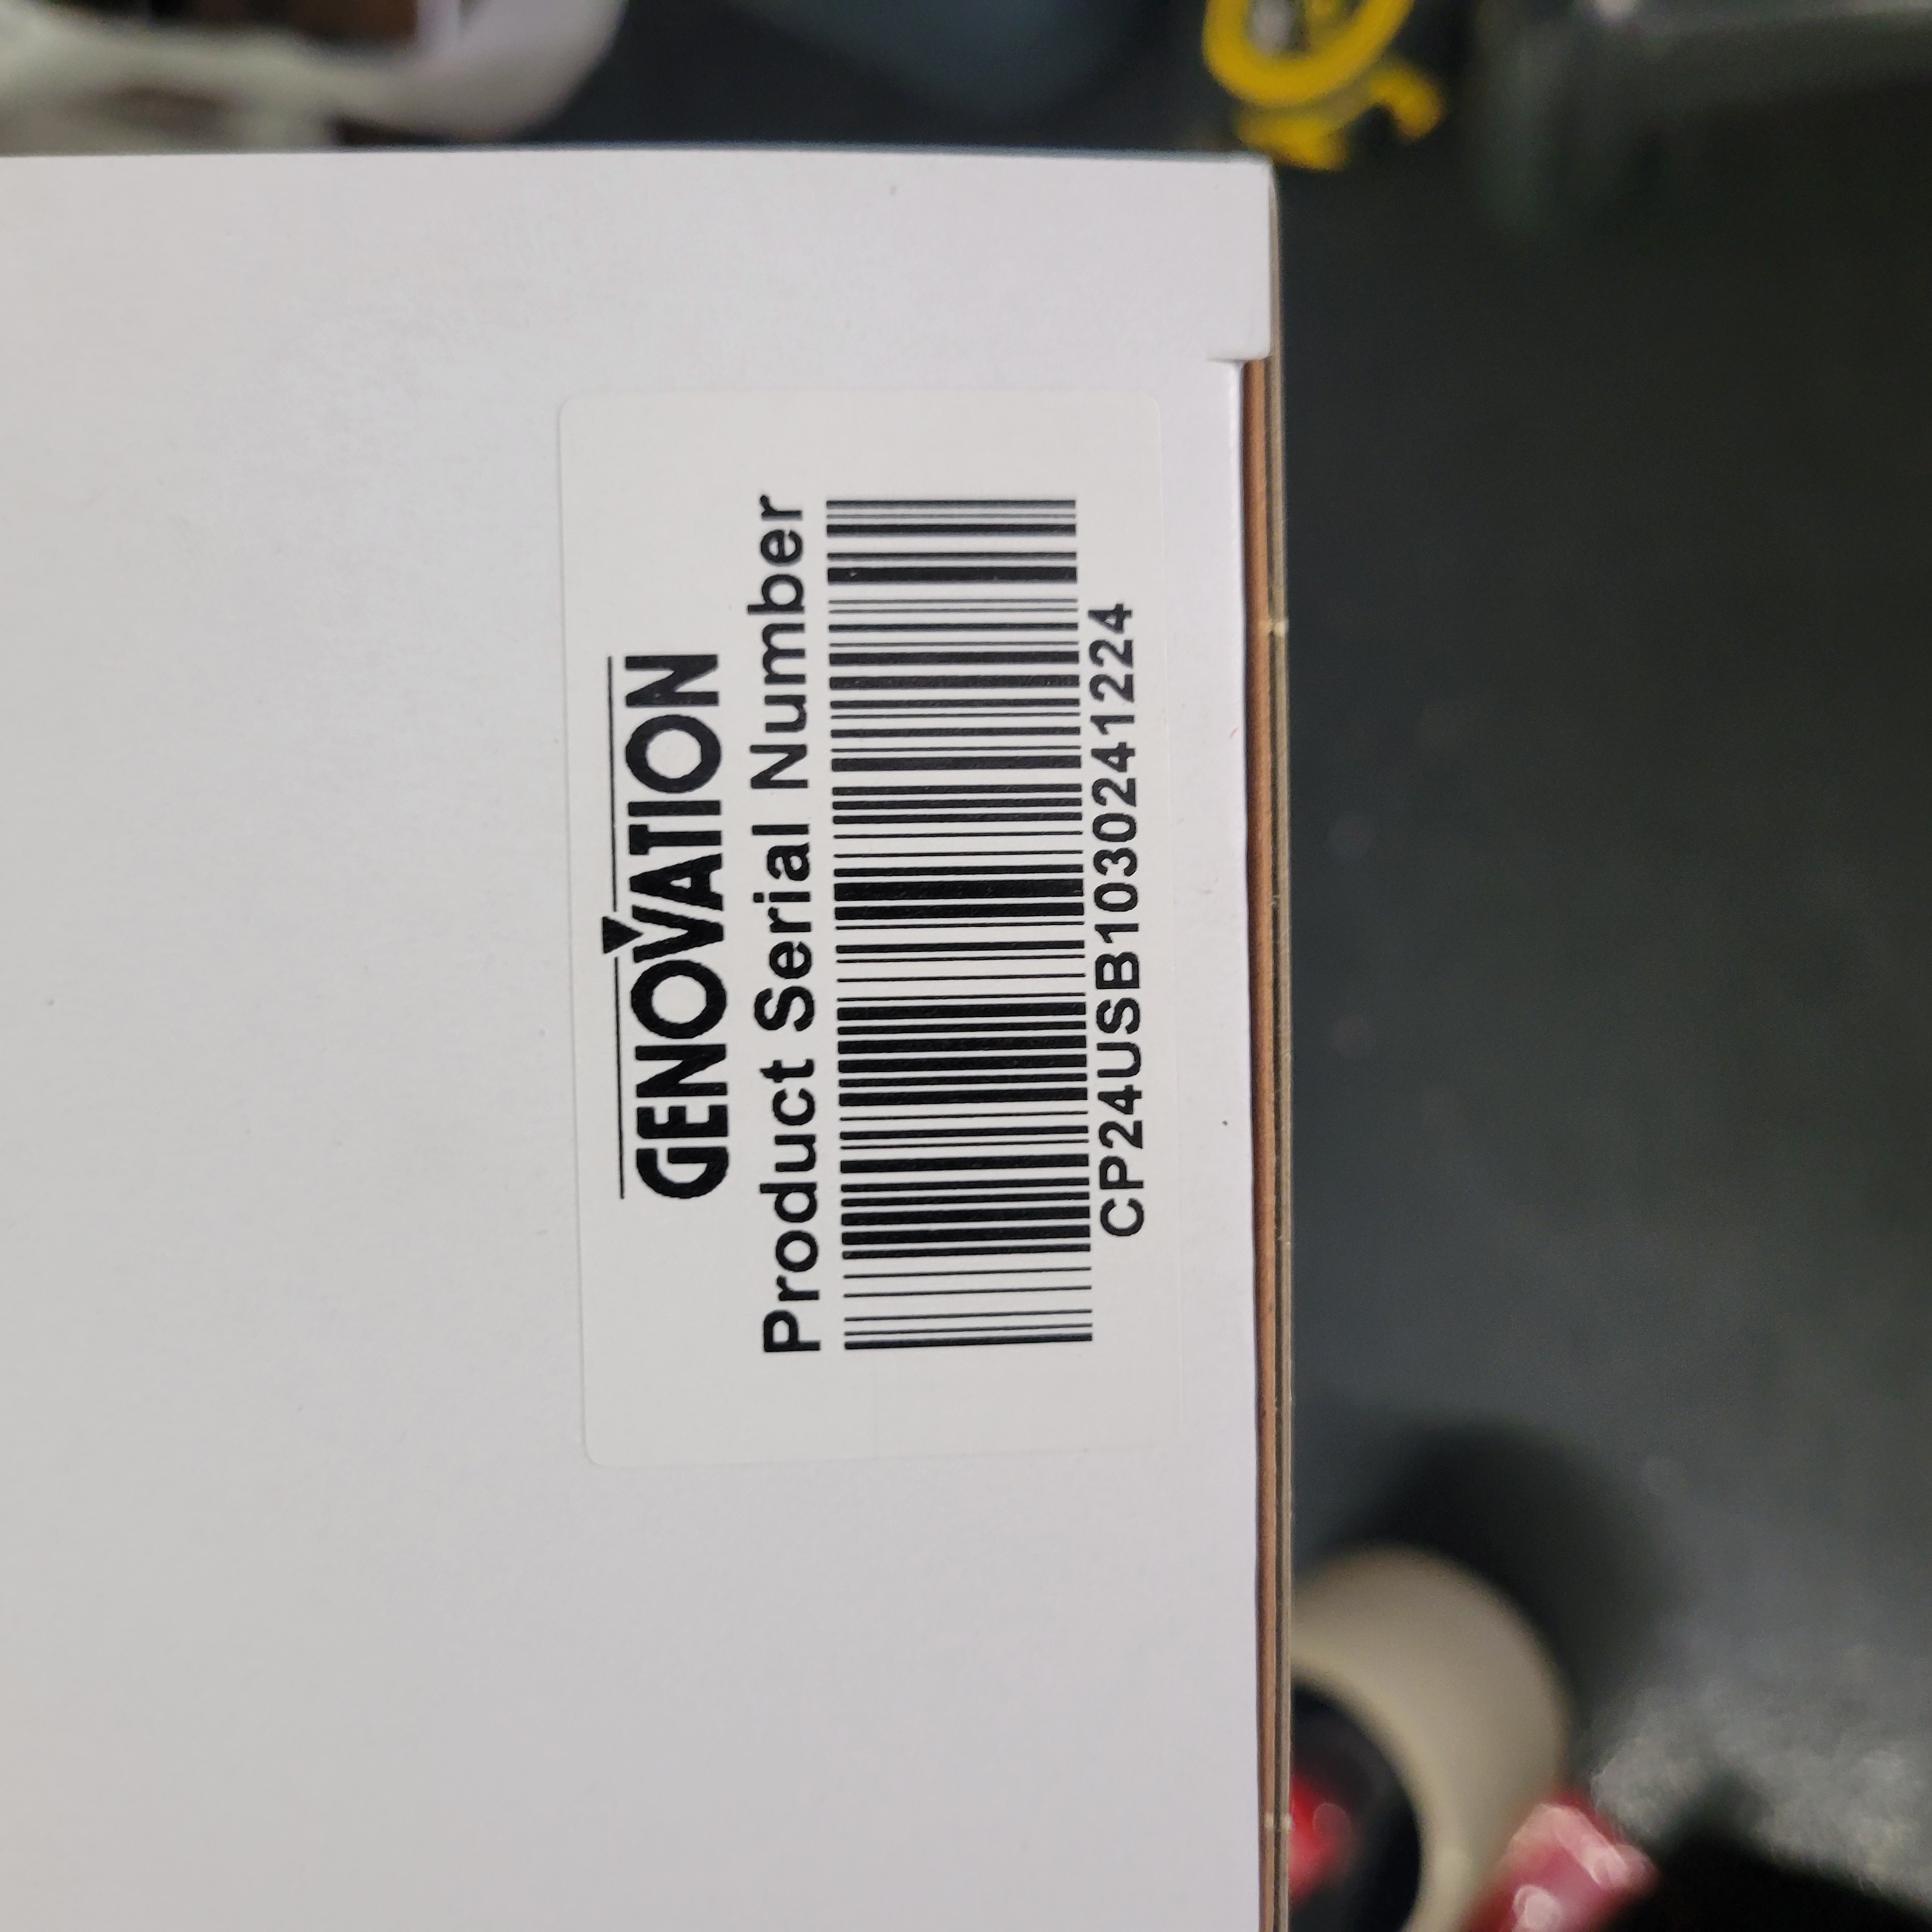 GENOVATION
Product Serial Number
CP24USB1030241224